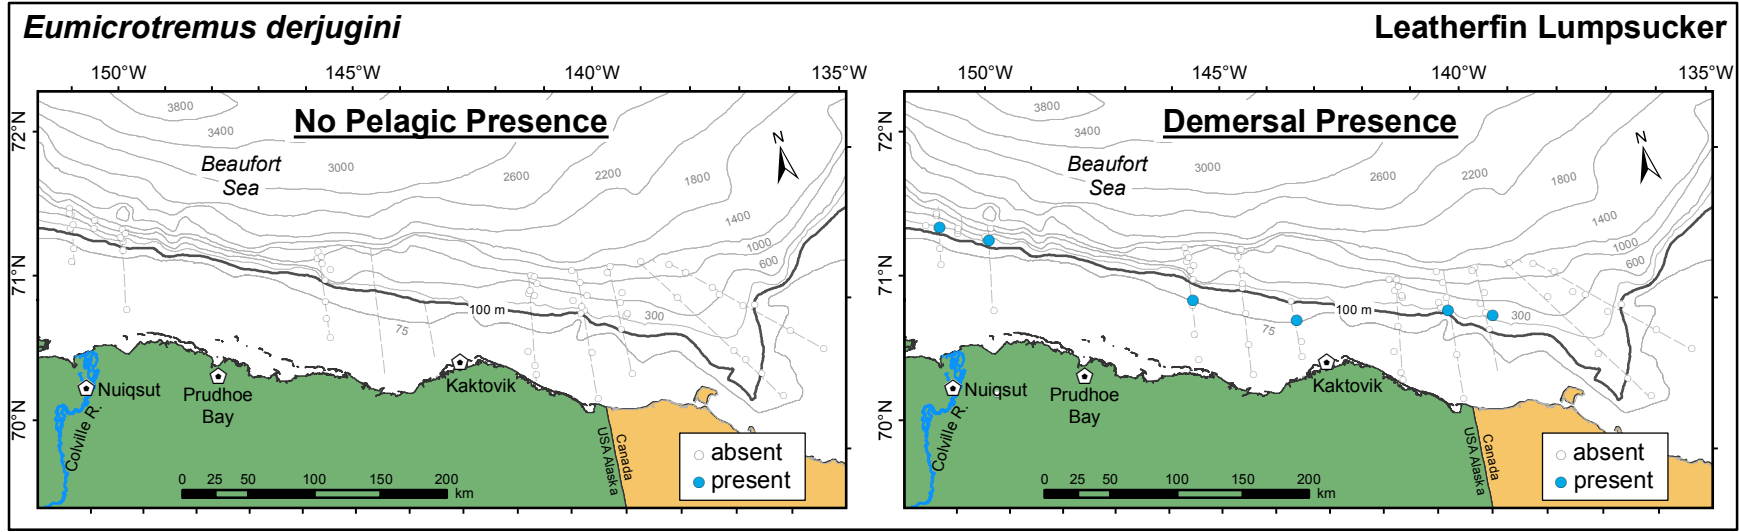 Eumicrotremus derjugini
Leatherfin Lumpsucker
150°W
145°W
140°W
135°W
72°N
71°N
70°N
No Pelagic Presence
Beaufort
Sea
N
3800
3400
3000
2600
2200
1800
1400
1000
600
300
100 m
75
Nuiqsut
Prudhoe
Bay
Kaktovik
Colville R.
USA Alaska
Canada
0 25 50 100 150 200
km
absent
present
150°W
145°W
140°W
135°W
72°N
71°N
70°N
Demersal Presence
Beaufort
Sea
N
3800
3400
3000
2600
2200
1800
1400
1000
600
300
100 m
75
Nuiqsut
Prudhoe
Bay
Kaktovik
Colville R.
USA Alaska
Canada
0 25 50 100 150 200
km
absent
present